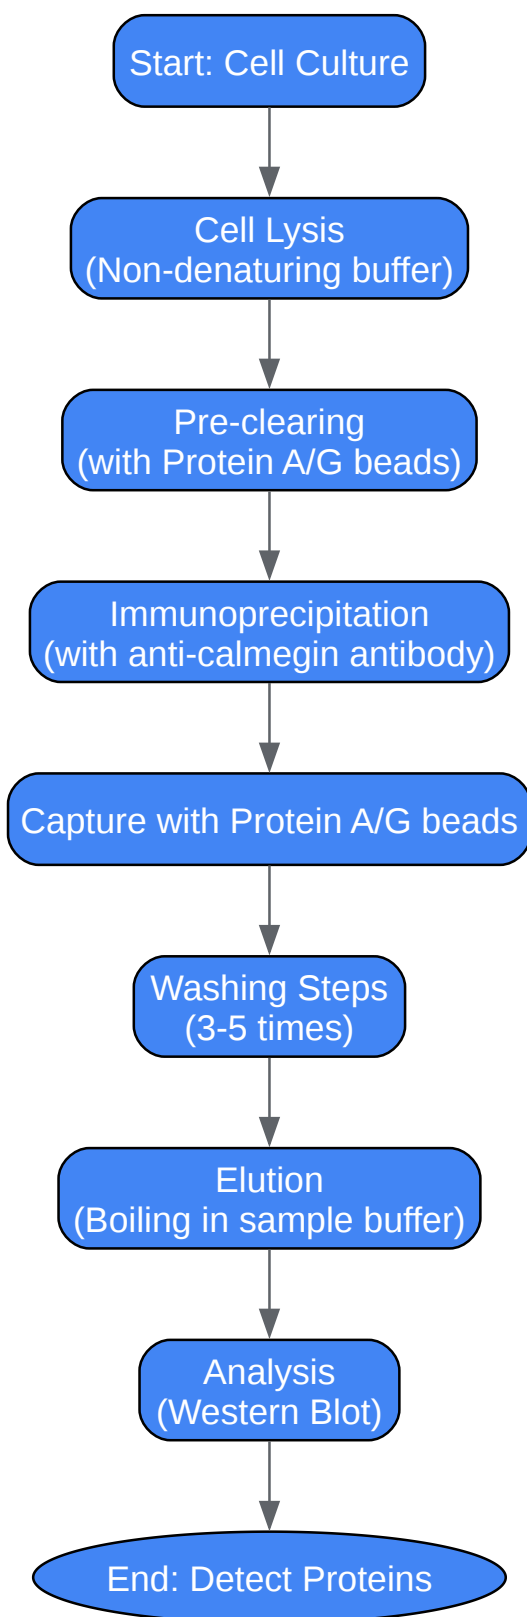 Start: Cell Culture
Cell Lysis
(Non-denaturing buffer)
Pre-clearing
(with Protein A/G beads)
Immunoprecipitation
(with anti-calmegin antibody)
Capture with Protein A/G beads
Washing Steps
(3-5 times)
Elution
(Boiling in sample buffer)
Analysis
(Western Blot)
End: Detect Proteins